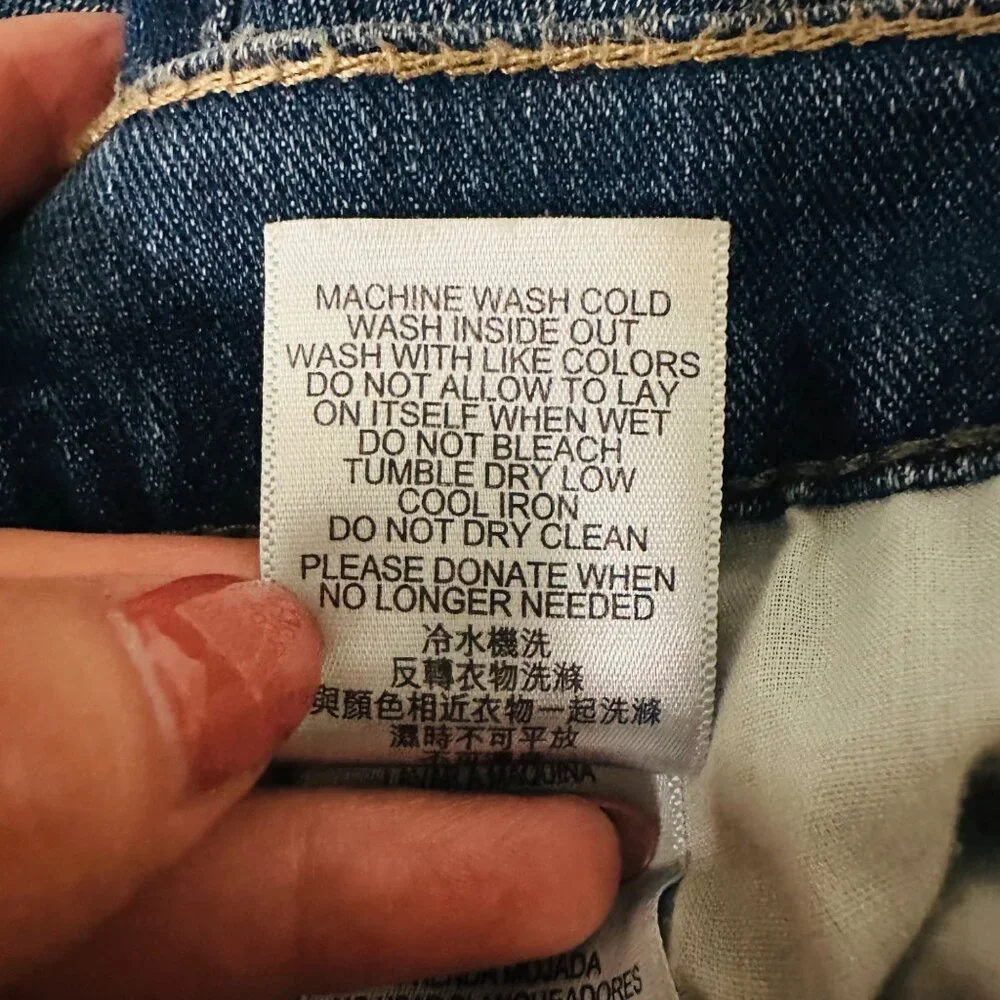 MACHINE WASH COLD
WASH INSIDE OUT
WASH WITH LIKE COLORS
DO NOT ALLOW TO LAY
ON ITSELF WHEN WET
DO NOT BLEACH
TUMBLE DRY LOW
COOL IRON
DO NOT DRY CLEAN
PLEASE DONATE WHEN
NO LONGER NEEDED
冷水機洗
反轉衣物洗滌
與顏色相近衣物一起洗滌
濕時不可平放
MOJADA
BLANQUEADORES